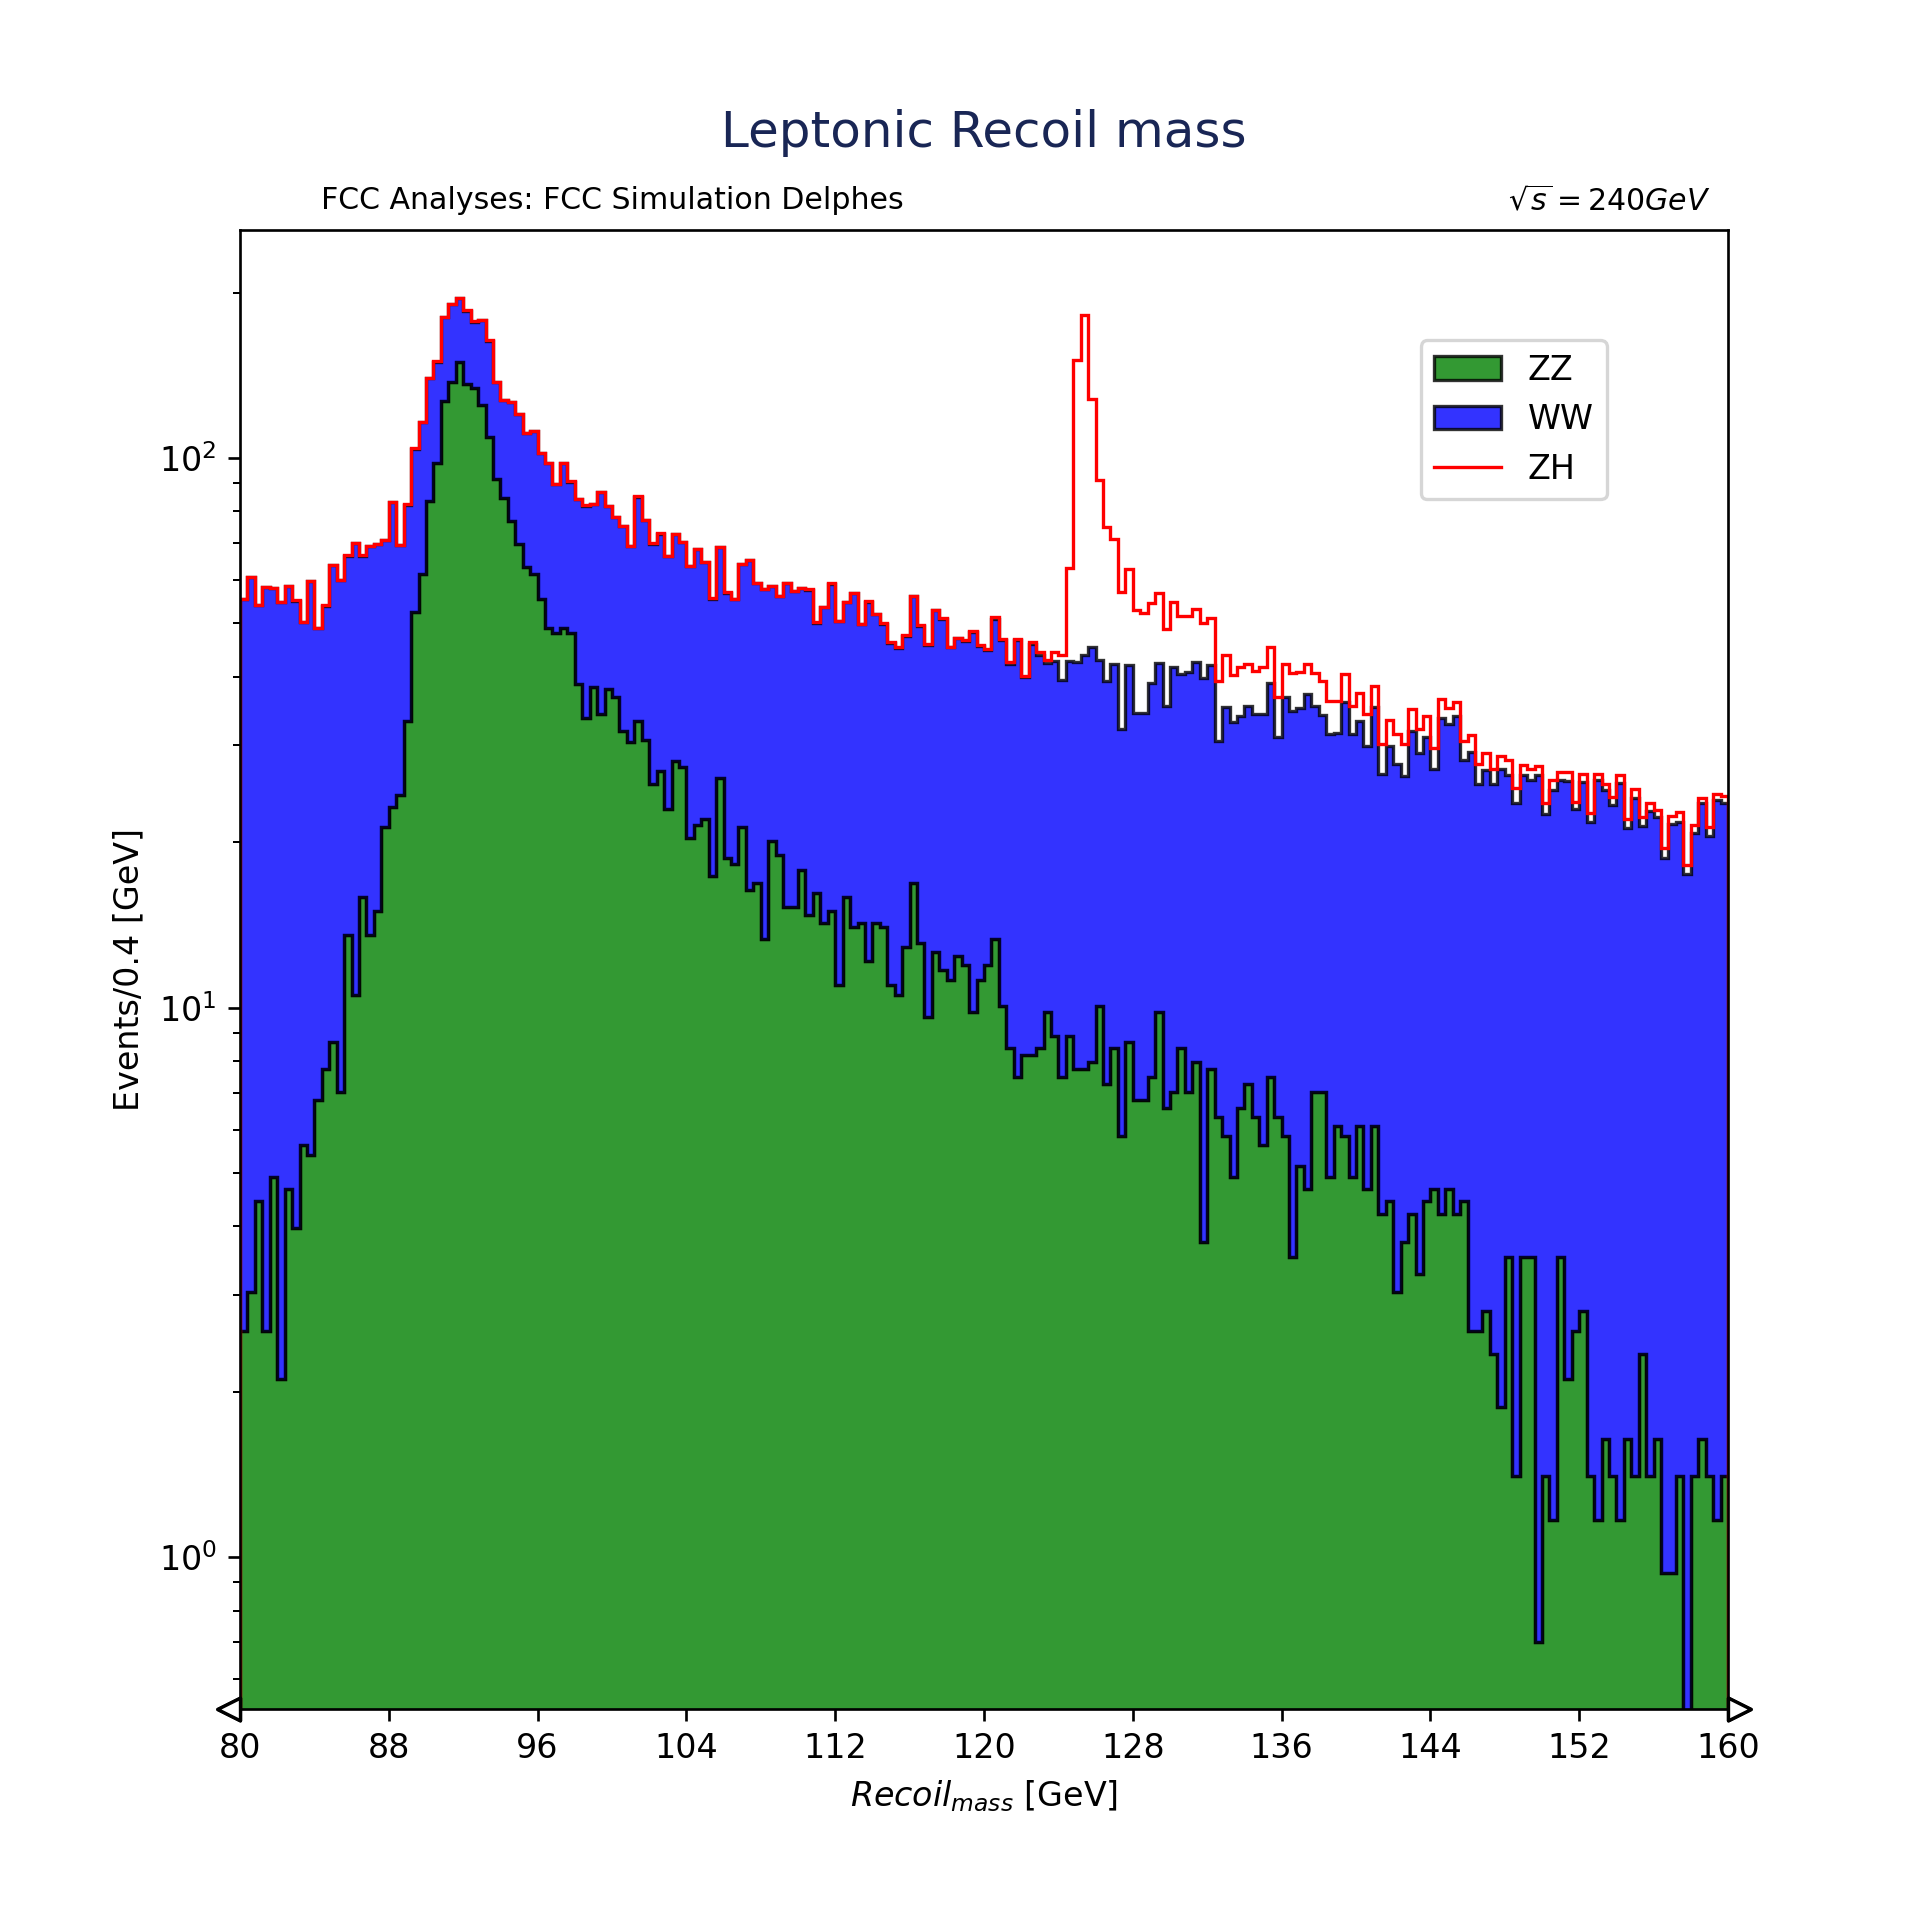 Leptonic Recoil mass
FCC Analyses: FCC Simulation Delphes
√s = 240GeV
ZZ
WW
ZH
10²
10¹
10⁰
Events/0.4 [GeV]
80 88 96 104 112 120 128 136 144 152 160
Recoil_mass [GeV]